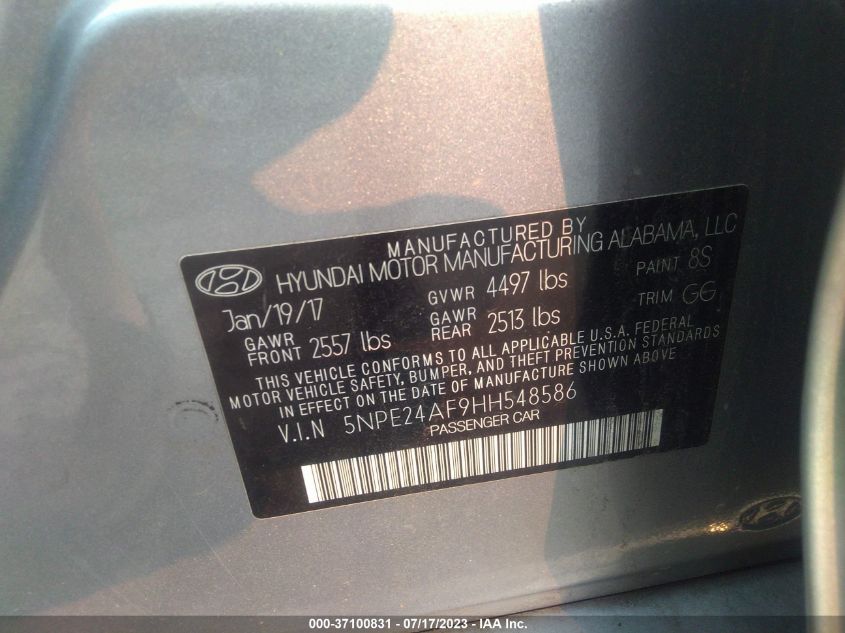 MANUFACTURED BY
HYUNDAI MOTOR MANUFACTURING ALABAMA, LLC
Jan/19/17 GVWR 4497 lbs PAINT 8S
GAWR FRONT 2557 lbs GAWR REAR 2513 lbs TRIM GG
THIS VEHICLE CONFORMS TO ALL APPLICABLE U.S.A. FEDERAL
MOTOR VEHICLE SAFETY, BUMPER, AND THEFT PREVENTION STANDARDS
IN EFFECT ON THE DATE OF MANUFACTURE SHOWN ABOVE
V.I.N 5NPE24AF9HH548586
PASSENGER CAR
000-37100831 - 07/17/2023 - IAA Inc.